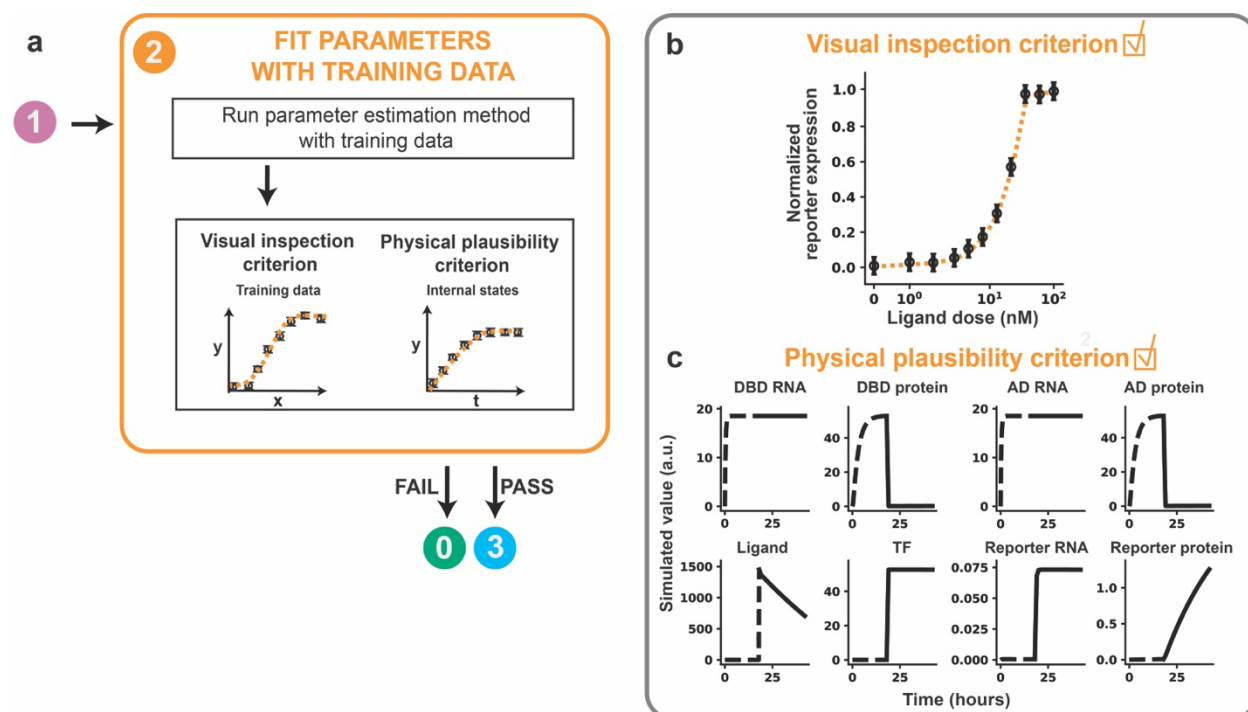 a
1
2
FIT PARAMETERS
WITH TRAINING DATA
Run parameter estimation method
with training data
Visual inspection
criterion
Training data
y
x
Physical plausibility
criterion
Internal states
y
t
FAIL
PASS
0
3
b
Visual inspection criterion
Normalized
reporter expression
1.0
0.8
0.6
0.4
0.2
0.0
0 10⁰ 10¹ 10²
Ligand dose (nM)
2
c
Physical plausibility criterion
Simulated value (a.u.)
DBD RNA
20
10
0
0 25
DBD protein
40
20
0
0 25
AD RNA
20
10
0
0 25
AD protein
40
20
0
0 25
Ligand
1500
1000
500
0
0 25
TF
40
20
0
0 25
Reporter RNA
0.075
0.050
0.025
0.000
0 25
Reporter protein
1.0
0.5
0.0
0 25
Time (hours)